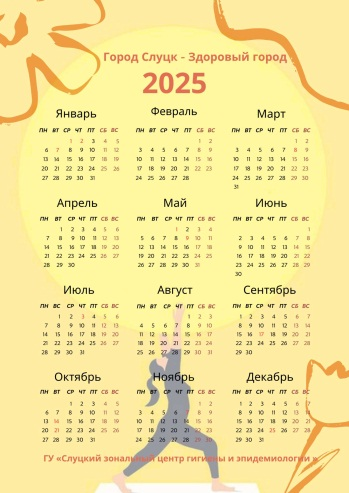 Город Слуцк - Здоровый город
2025
Январь
ПН ВТ СР ЧТ ПТ СБ ВС
1 2 3 4 5
6 7 8 9 10 11 12
13 14 15 16 17 18 19
20 21 22 23 24 25 26
27 28 29 30 31
Февраль
ПН ВТ СР ЧТ ПТ СБ ВС
1 2
3 4 5 6 7 8 9
10 11 12 13 14 15 16
17 18 19 20 21 22 23
24 25 26 27 28
Март
ПН ВТ СР ЧТ ПТ СБ ВС
1 2
3 4 5 6 7 8 9
10 11 12 13 14 15 16
17 18 19 20 21 22 23
24 25 26 27 28 29 30
31
Апрель
ПН ВТ СР ЧТ ПТ СБ ВС
1 2 3 4 5 6
7 8 9 10 11 12 13
14 15 16 17 18 19 20
21 22 23 24 25 26 27
28 29 30
Май
ПН ВТ СР ЧТ ПТ СБ ВС
1 2 3 4
5 6 7 8 9 10 11
12 13 14 15 16 17 18
19 20 21 22 23 24 25
26 27 28 29 30 31
Июнь
ПН ВТ СР ЧТ ПТ СБ ВС
1
2 3 4 5 6 7 8
9 10 11 12 13 14 15
16 17 18 19 20 21 22
23 24 25 26 27 28 29
30
Июль
ПН ВТ СР ЧТ ПТ СБ ВС
1 2 3 4 5 6
7 8 9 10 11 12 13
14 15 16 17 18 19 20
21 22 23 24 25 26 27
28 29 30 31
Август
ПН ВТ СР ЧТ ПТ СБ ВС
1 2 3
4 5 6 7 8 9 10
11 12 13 14 15 16 17
18 19 20 21 22 23 24
25 26 27 28 29 30 31
Сентябрь
ПН ВТ СР ЧТ ПТ СБ ВС
1 2 3 4 5 6 7
8 9 10 11 12 13 14
15 16 17 18 19 20 21
22 23 24 25 26 27 28
29 30
Октябрь
ПН ВТ СР ЧТ ПТ СБ ВС
1 2 3 4 5
6 7 8 9 10 11 12
13 14 15 16 17 18 19
20 21 22 23 24 25 26
27 28 29 30 31
Ноябрь
ПН ВТ СР ЧТ ПТ СБ ВС
1 2
3 4 5 6 7 8 9
10 11 12 13 14 15 16
17 18 19 20 21 22 23
24 25 26 27 28 29 30
Декабрь
ПН ВТ СР ЧТ ПТ СБ ВС
1 2 3 4 5 6 7
8 9 10 11 12 13 14
15 16 17 18 19 20 21
22 23 24 25 26 27 28
29 30 31
ГУ «Слуцкий зональный центр гигиены и эпидемиологии »